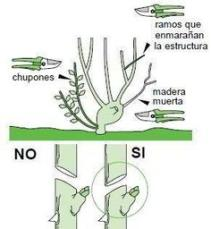 ramos que
enmarañan
la estructura
chupones
madera
muerta
NO SI